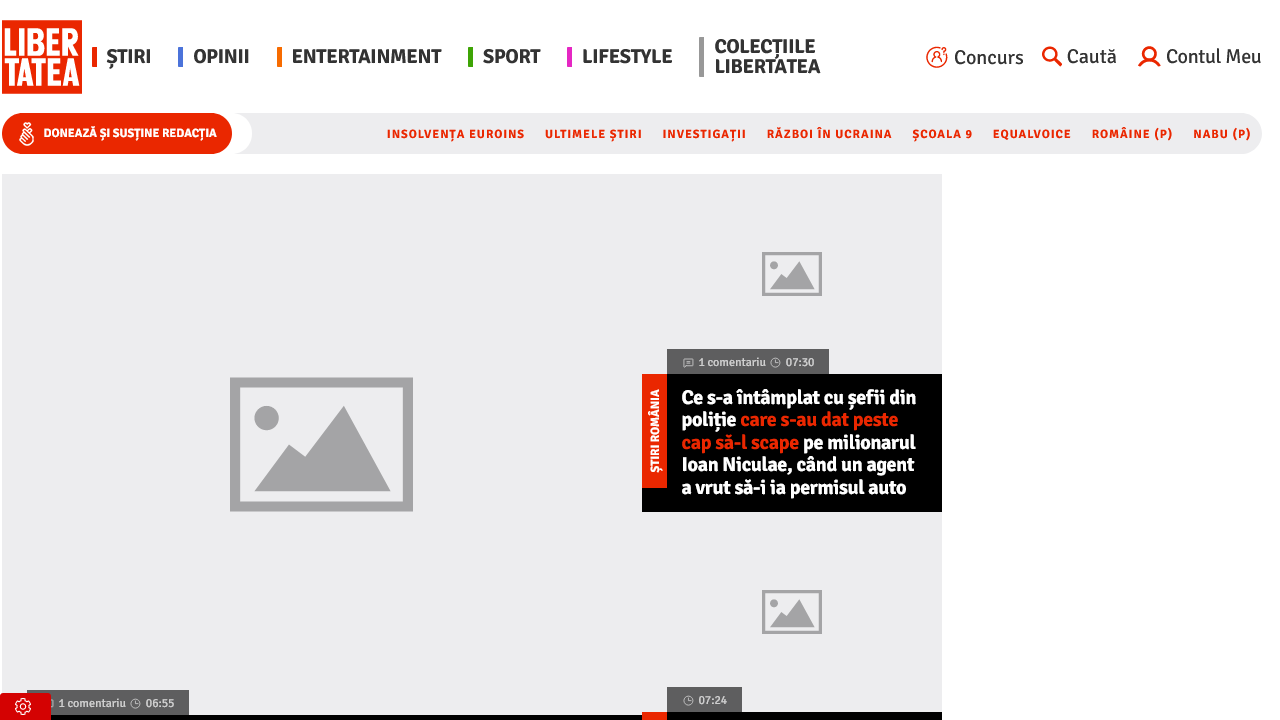 LIBER
TATEA
ȘTIRI
OPINII
ENTERTAINMENT
SPORT
LIFESTYLE
COLECȚIILE
LIBERTATEA
Concurs
Caută
Contul Meu
DONEAZĂ ȘI SUSȚINE REDACȚIA
INSOLVENȚA EUROINS
ULTIMELE ȘTIRI
INVESTIGAȚII
RĂZBOI ÎN UCRAINA
ȘCOALA 9
EQUALVOICE
ROMÂINE (P)
NABU (P)
1 comentariu 07:30
ȘTIRI ROMÂNIA
Ce s-a întâmplat cu șefii din
poliție care s-au dat peste
cap să-l scape pe milionarul
Ioan Niculae, când un agent
a vrut să-i ia permisul auto
1 comentariu 06:55
07:24